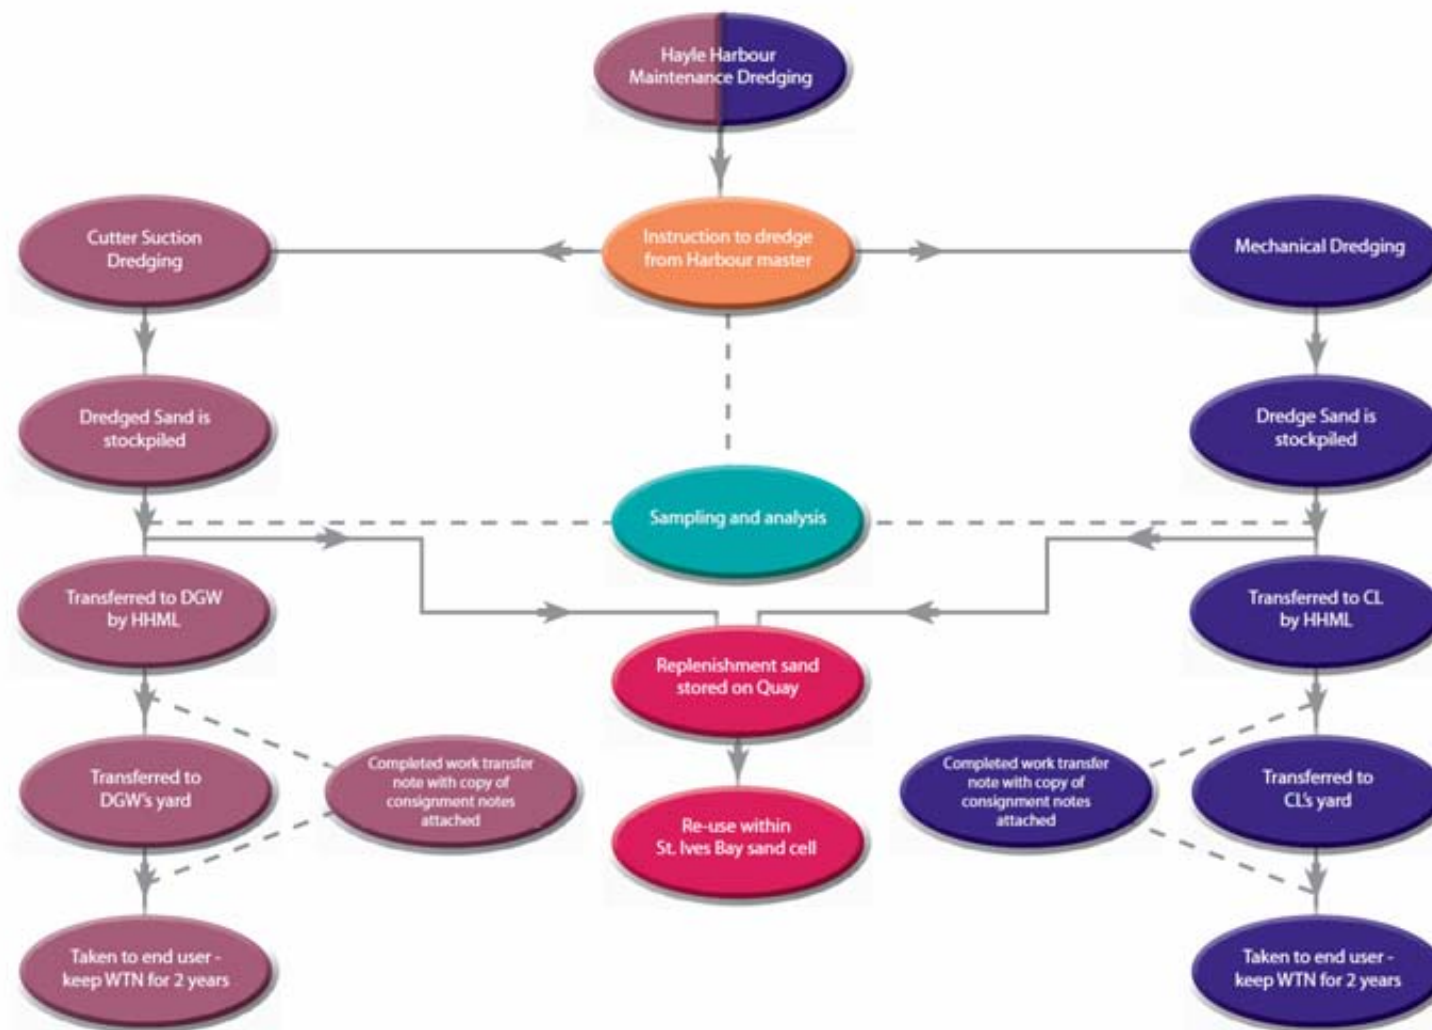 Hayle Harbour
Maintenance Dredging
Cutter Suction
Dredging
Instruction to dredge
from Harbour master
Mechanical Dredging
Dredged Sand is
stockpiled
Dredge Sand is
stockpiled
Sampling and analysis
Transferred to DGW
by HHML
Transferred to CL
by HHML
Replenishment sand
stored on Quay
Transferred to
DGW's yard
Completed work transfer
note with copy of
consignment notes
attached
Completed work transfer
note with copy of
consignment notes
attached
Transferred to
CL's yard
Re-use within
St. Ives Bay sand cell
Taken to end user -
keep WTN for 2 years
Taken to end user -
keep WTN for 2 years